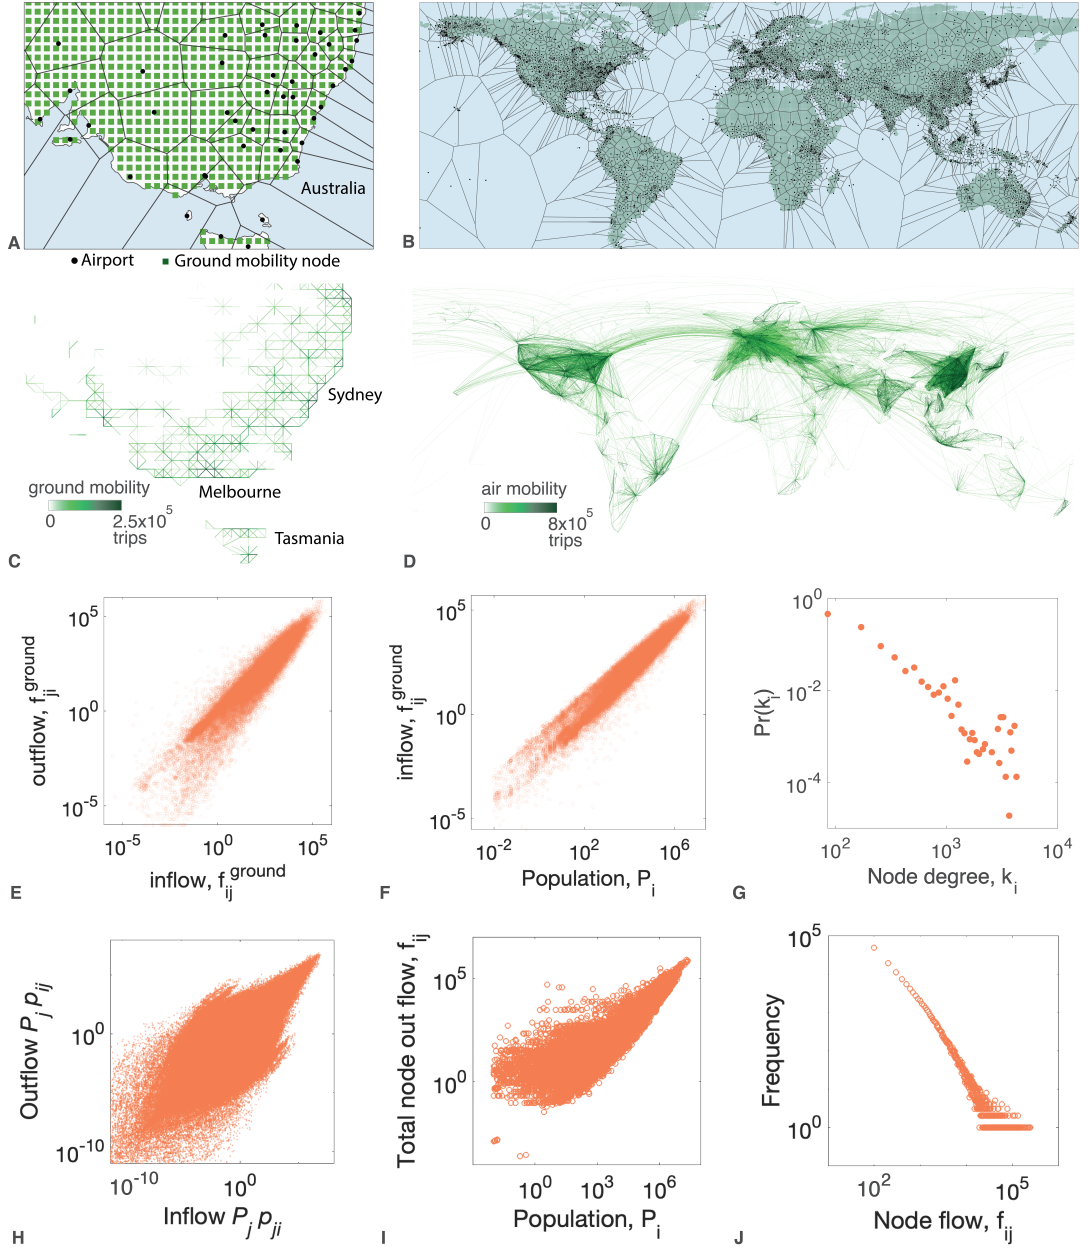 Australia
A
B
Airport
Ground mobility node
Sydney
Melbourne
ground mobility
0
2.5x10^5
trips
Tasmania
C
air mobility
0
8x10^5
trips
D
10^5
10^0
10^-5
outflow, f_ji^ground
10^-5
10^0
10^5
inflow, f_ij^ground
E
10^5
10^0
10^-5
inflow, f_ij^ground
10^-2
10^2
10^6
Population, P_i
F
10^0
10^-2
10^-4
Pr(k_i)
10^2
10^3
10^4
Node degree, k_i
G
10^0
10^-10
Outflow P_j p_ij
10^-10
10^0
Inflow P_j p_ji
H
10^5
10^0
Total node out flow, f_ij
10^0
10^3
10^6
Population, P_i
I
10^5
10^0
Frequency
10^2
10^5
Node flow, f_ij
J